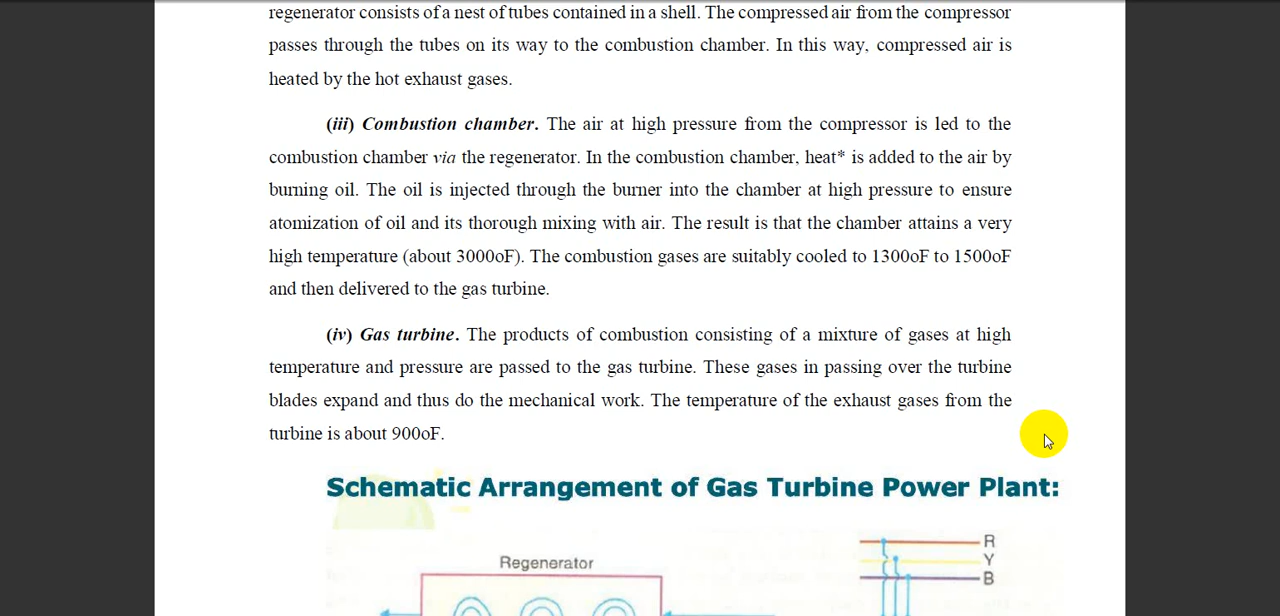 regenerator consists of a nest of tubes contained in a shell. The compressed air from the compressor
passes through the tubes on its way to the combustion chamber. In this way, compressed air is
heated by the hot exhaust gases.
(iii) Combustion chamber. The air at high pressure from the compressor is led to the
combustion chamber via the regenerator. In the combustion chamber, heat* is added to the air by
burning oil. The oil is injected through the burner into the chamber at high pressure to ensure
atomization of oil and its thorough mixing with air. The result is that the chamber attains a very
high temperature (about 3000oF). The combustion gases are suitably cooled to 1300oF to 1500oF
and then delivered to the gas turbine.
(iv) Gas turbine. The products of combustion consisting of a mixture of gases at high
temperature and pressure are passed to the gas turbine. These gases in passing over the turbine
blades expand and thus do the mechanical work. The temperature of the exhaust gases from the
turbine is about 900oF.
Schematic Arrangement of Gas Turbine Power Plant:
R
Regenerator
Y
B